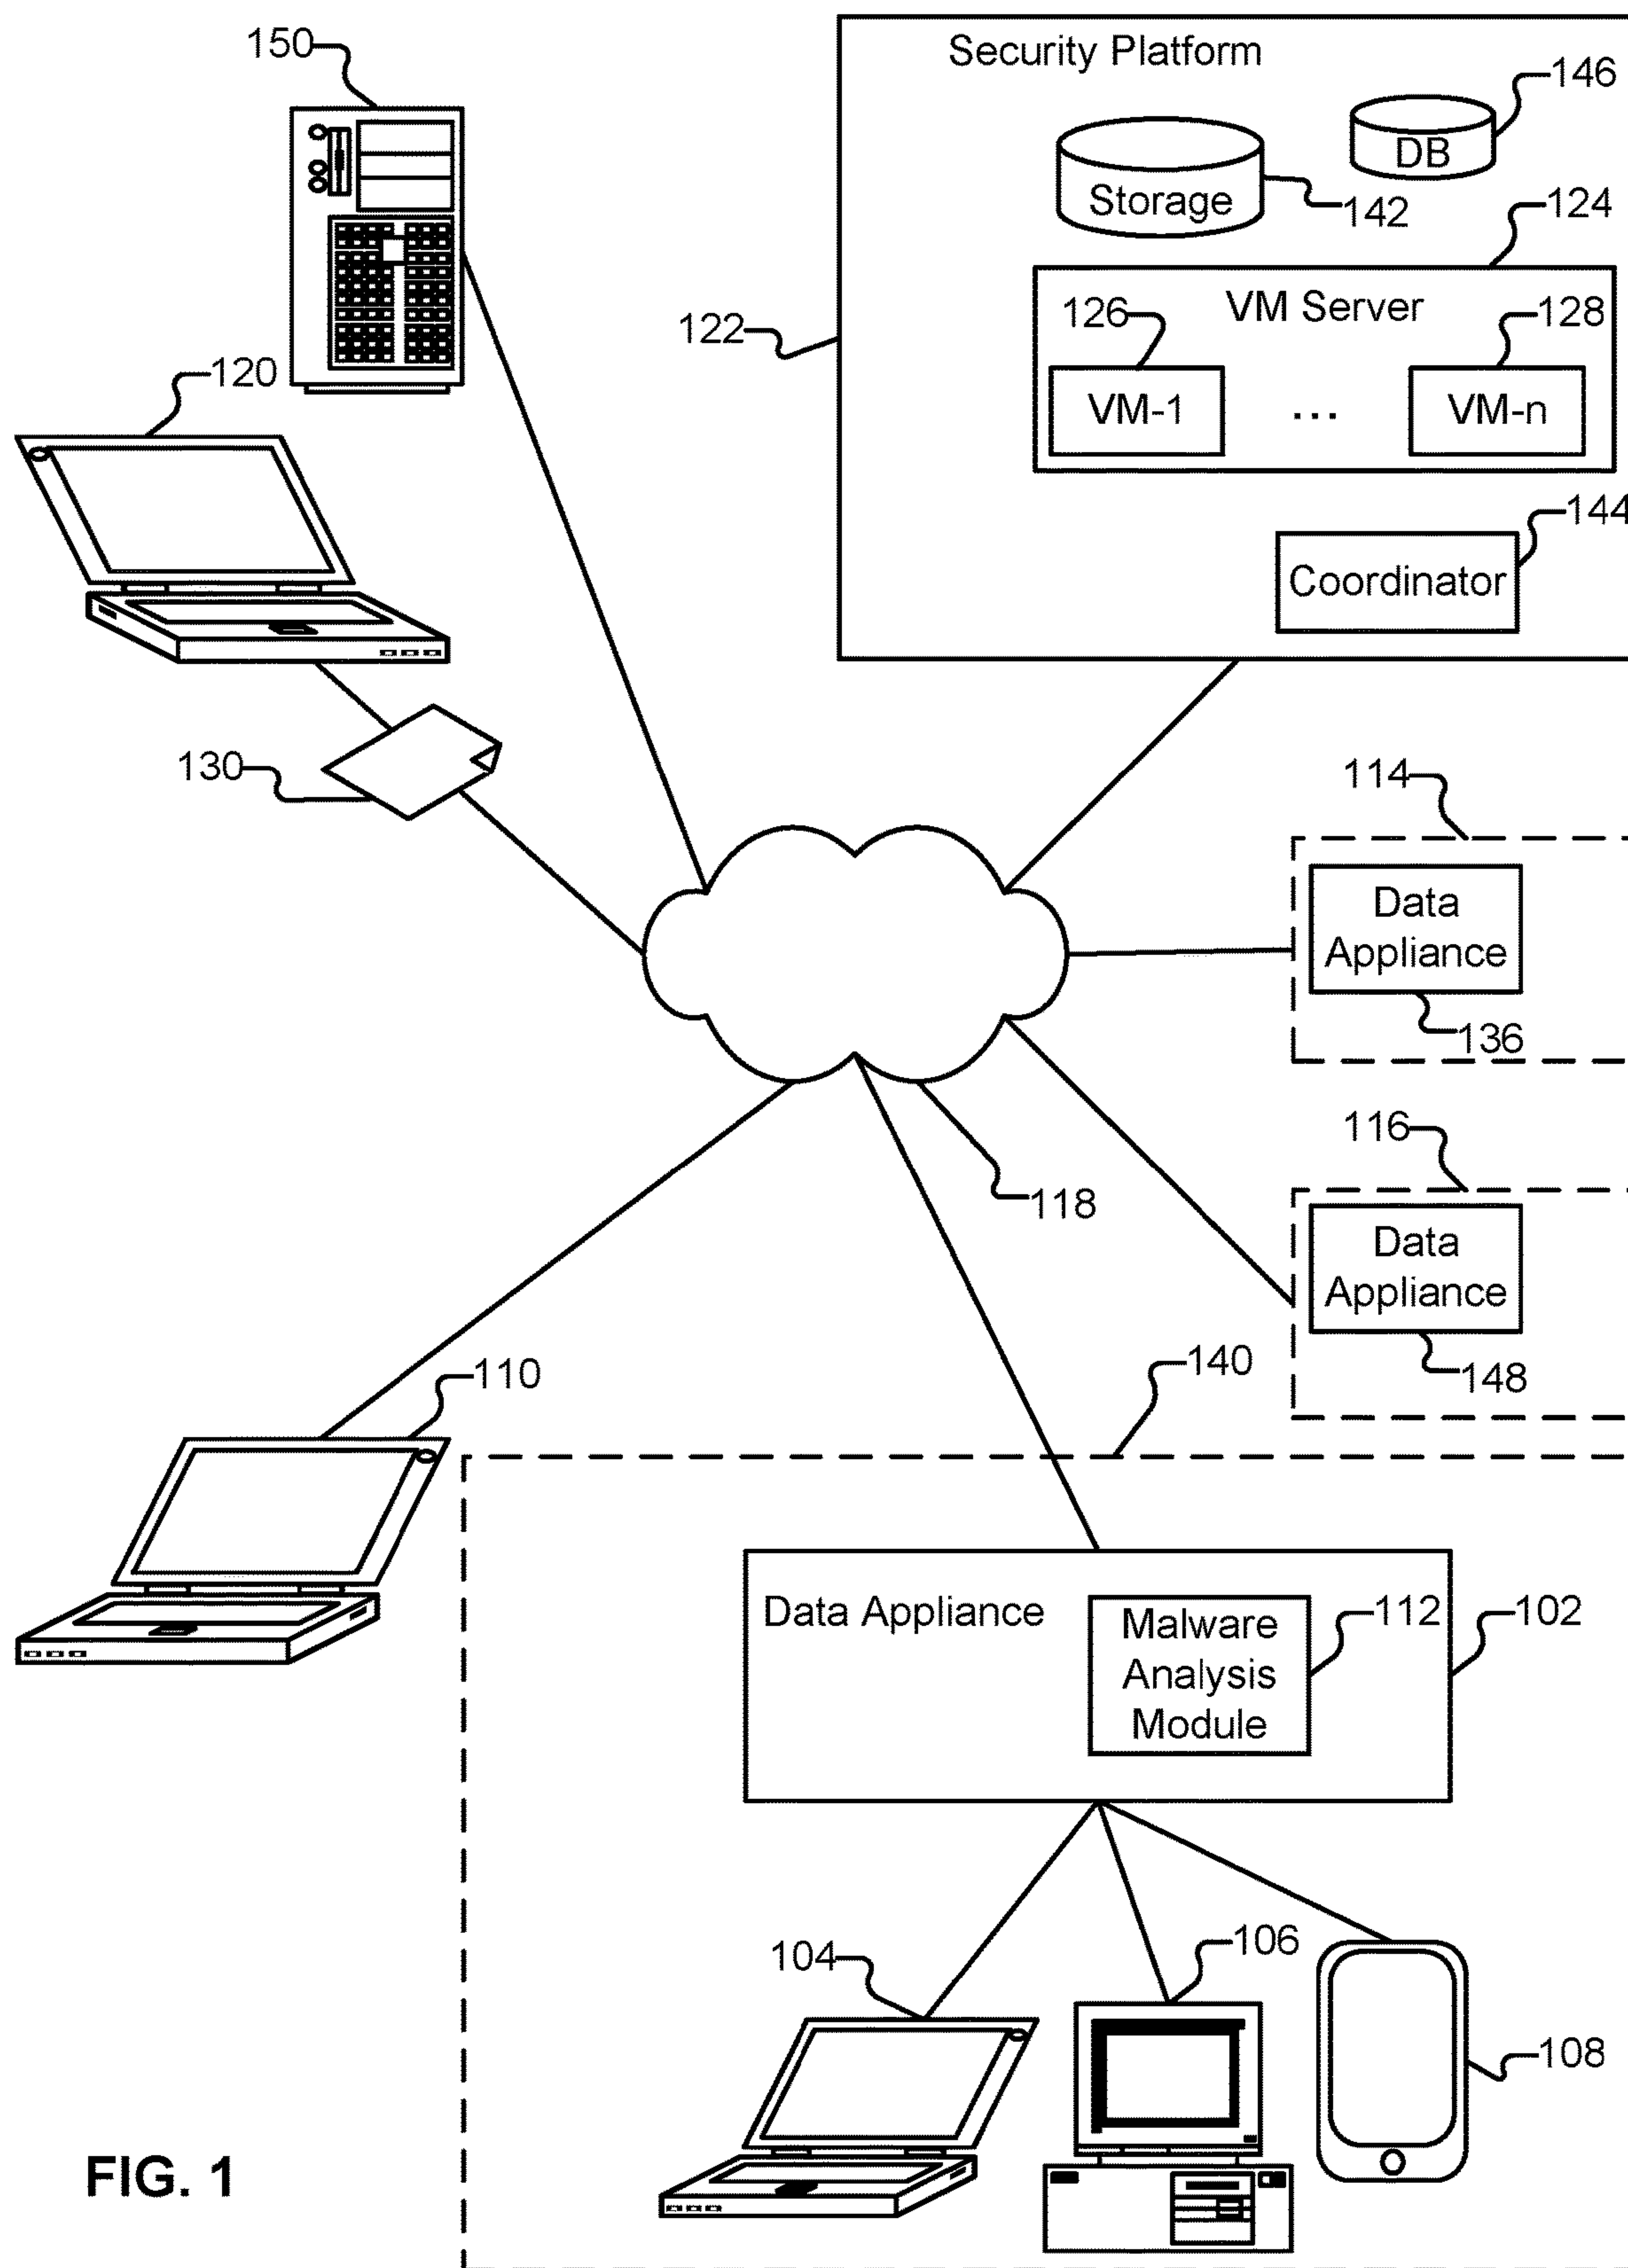 150
Security Platform
146
DB
Storage
142
124
120
122
VM Server
126
128
VM-1
...
VM-n
144
Coordinator
130
114
Data
Appliance
136
116
118
Data
Appliance
148
140
110
Data Appliance
Malware
Analysis
Module
112
102
104
106
108
FIG. 1